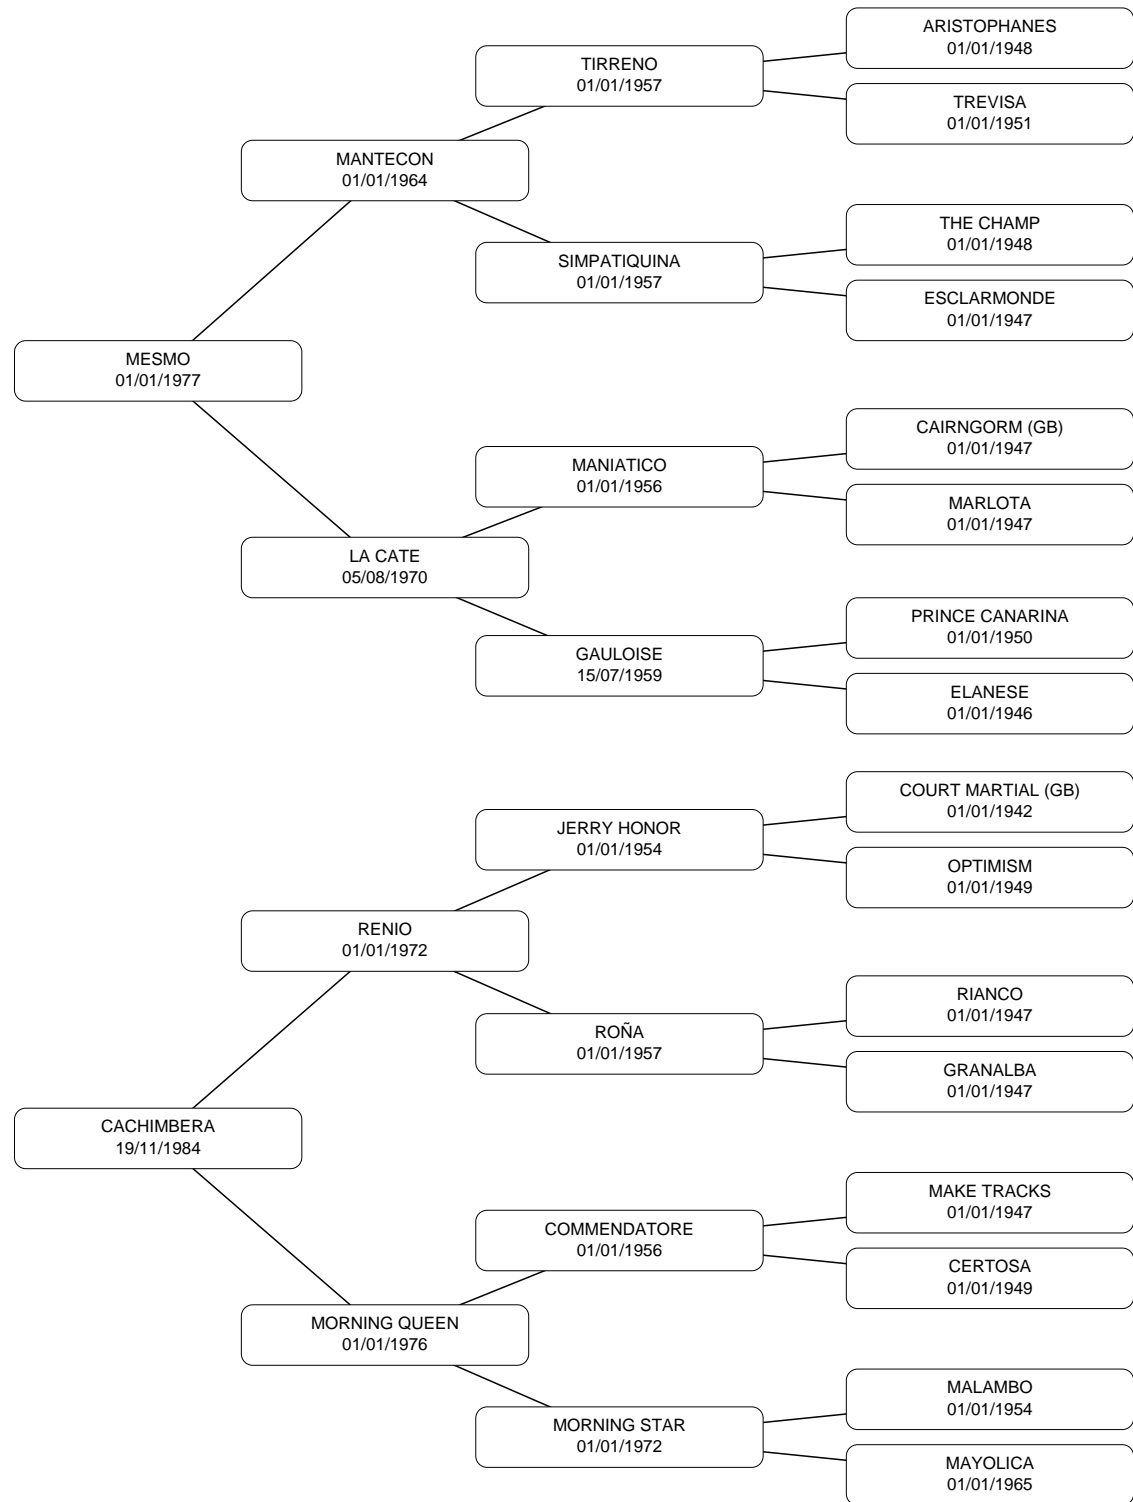 ARISTOPHANES
01/01/1948
TIRRENO
01/01/1957
TREVISA
01/01/1951
MANTECON
01/01/1964
THE CHAMP
01/01/1948
SIMPATIQUINA
01/01/1957
ESCLARMONDE
01/01/1947
MESMO
01/01/1977
CAIRNGORM (GB)
01/01/1947
MANIATICO
01/01/1956
MARLOTA
01/01/1947
LA CATE
05/08/1970
PRINCE CANARINA
01/01/1950
GAULOISE
15/07/1959
ELANESE
01/01/1946
COURT MARTIAL (GB)
01/01/1942
JERRY HONOR
01/01/1954
OPTIMISM
01/01/1949
RENIO
01/01/1972
RIANCO
01/01/1947
ROÑA
01/01/1957
GRANALBA
01/01/1947
CACHIMBERA
19/11/1984
MAKE TRACKS
01/01/1947
COMMENDATORE
01/01/1956
CERTOSA
01/01/1949
MORNING QUEEN
01/01/1976
MALAMBO
01/01/1954
MORNING STAR
01/01/1972
MAYOLICA
01/01/1965